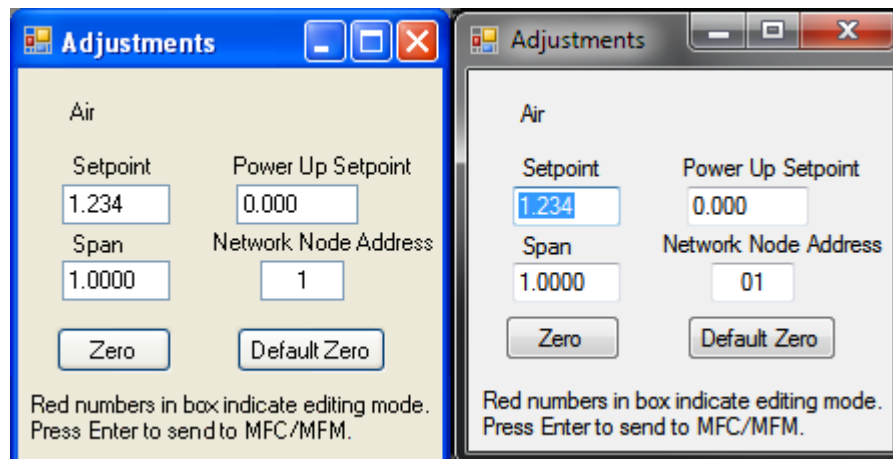 Adjustments
Air
Setpoint Power Up Setpoint
1.234 0.000
Span Network Node Address
1.0000 1
Zero Default Zero
Red numbers in box indicate editing mode.
Press Enter to send to MFC/MFM.
Adjustments
Air
Setpoint Power Up Setpoint
1.234 0.000
Span Network Node Address
1.0000 01
Zero Default Zero
Red numbers in box indicate editing mode.
Press Enter to send to MFC/MFM.